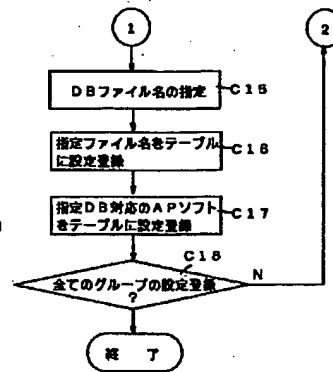 1
2
DBファイル名の指定
C15
指定ファイル名をテーブル
に設定登録
C16
指定DB対応のAPソフト
をテーブルに設定登録
C17
C18
全てのグループの設定登録
?
N
終 了